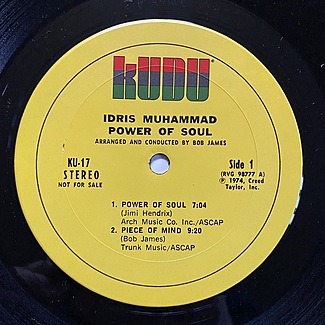 KUDU
IDRIS MUHAMMAD
POWER OF SOUL
ARRANGED AND CONDUCTED BY BOB JAMES
KU-17
STEREO
NOT FOR SALE
Side 1
(RVG 98777 A)
℗ 1974, Creed
Taylor, Inc.
1. POWER OF SOUL 7:04
(Jimi Hendrix)
Arch Music Co. Inc./ASCAP
2. PIECE OF MIND 9:20
(Bob James)
Trunk Music/ASCAP